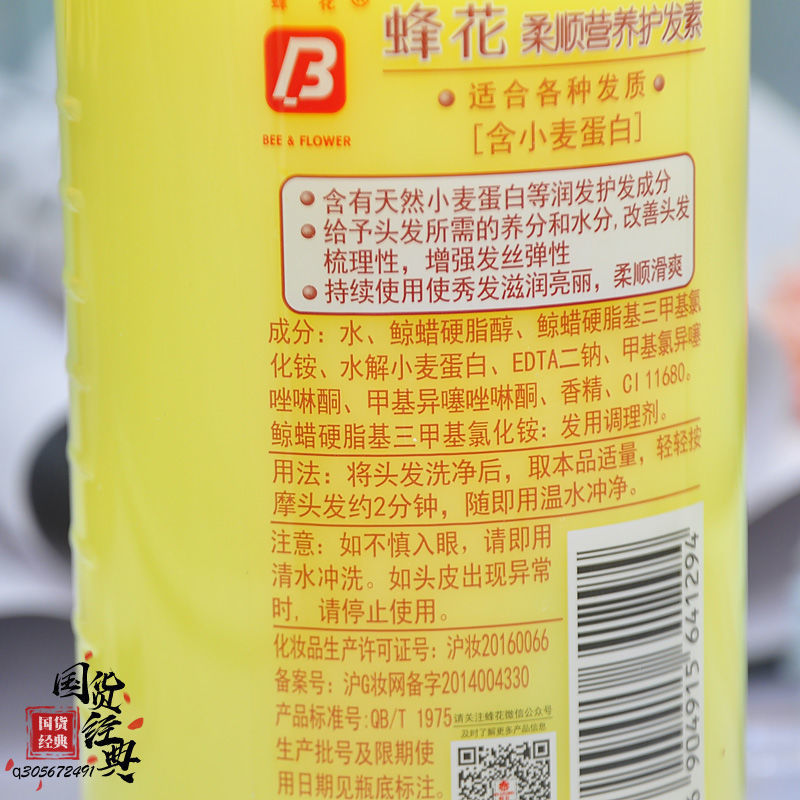 蜂花®
BEE & FLOWER
蜂花 柔顺营养护发素
适合各种发质
[含小麦蛋白]
含有天然小麦蛋白等润发护发成分
给予头发所需的养分和水分,改善头发
梳理性，增强发丝弹性
持续使用使秀发滋润亮丽，柔顺滑爽
成分：水、鲸蜡硬脂醇、鲸蜡硬脂基三甲基氯
化铵、水解小麦蛋白、EDTA二钠、甲基氯异噻
唑啉酮、甲基异噻唑啉酮、香精、CI 11680。
鲸蜡硬脂基三甲基氯化铵：发用调理剂。
用法：将头发洗净后，取本品适量，轻轻按
摩头发约2分钟，随即用温水冲净。
注意：如不慎入眼，请即用
清水冲洗。如头皮出现异常
时，请停止使用。
化妆品生产许可证号：沪妆20160066
备案号：沪G妆网备字2014004330
产品标准号:QB/T 1975
请关注蜂花微信公众号
及时了解更多产品信息
生产批号及限期使
用日期见瓶底标注。
6 904915 641294
国货经典
国货
经典
q305672491